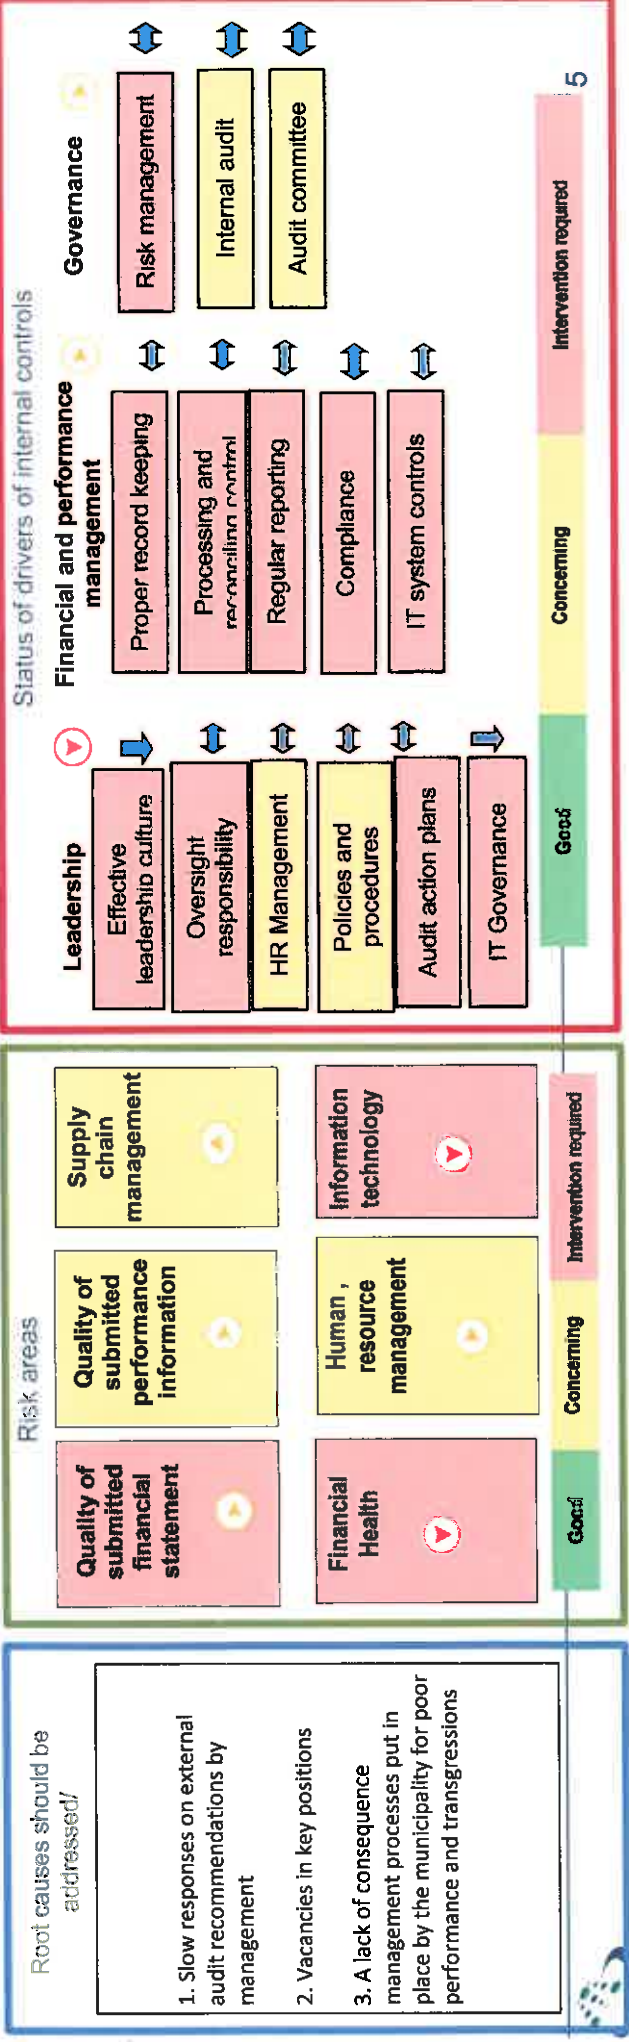 Root causes should be
addressed/
1. Slow responses on external
audit recommendations by
management
2. Vacancies in key positions
3. A lack of consequence
management processes put in
place by the municipality for poor
performance and transgressions
Risk areas
Quality of
submitted
financial
statement
Quality of
submitted
performance
information
Supply
chain
management
Financial
Health
Human ,
resource
management
Information
technology
Good
Concerning
Intervention required
Status of drivers of internal controls
Leadership
Effective
leadership culture
Oversight
responsibility
HR Management
Policies and
procedures
Audit action plans
IT Governance
Financial and performance
management
Proper record keeping
Processing and
reconciling control
Regular reporting
Compliance
IT system controls
Governance
Risk management
Internal audit
Audit committee
Good
Concerning
Intervention required
5